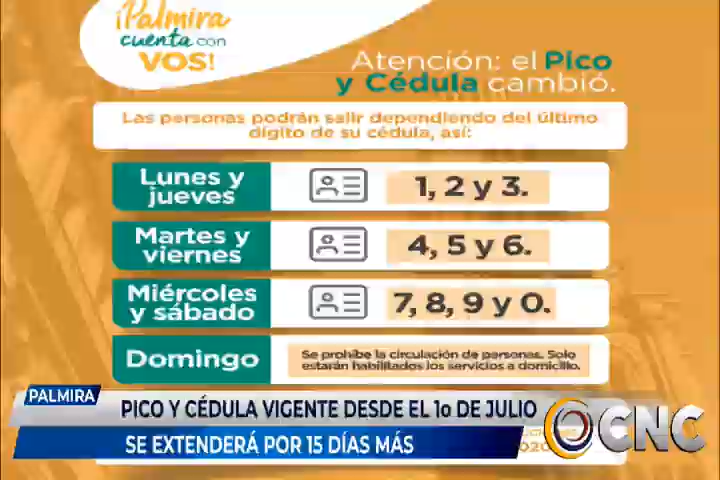 ¡Palmira
cuenta con
VOS!
Atención: el Pico
y Cédula cambió.
Las personas podrán salir dependiendo del último
dígito de su cédula, así:
Lunes y
jueves
1, 2 y 3.
Martes y
viernes
4, 5 y 6.
Miércoles
y sábado
7, 8, 9 y 0.
Domingo
Se prohibe la circulación de personas. Solo
estarán habilitados los servicios a domicilio.
PALMIRA
PICO Y CÉDULA VIGENTE DESDE EL 1o DE JULIO
SE EXTENDERÁ POR 15 DÍAS MÁS
CNC